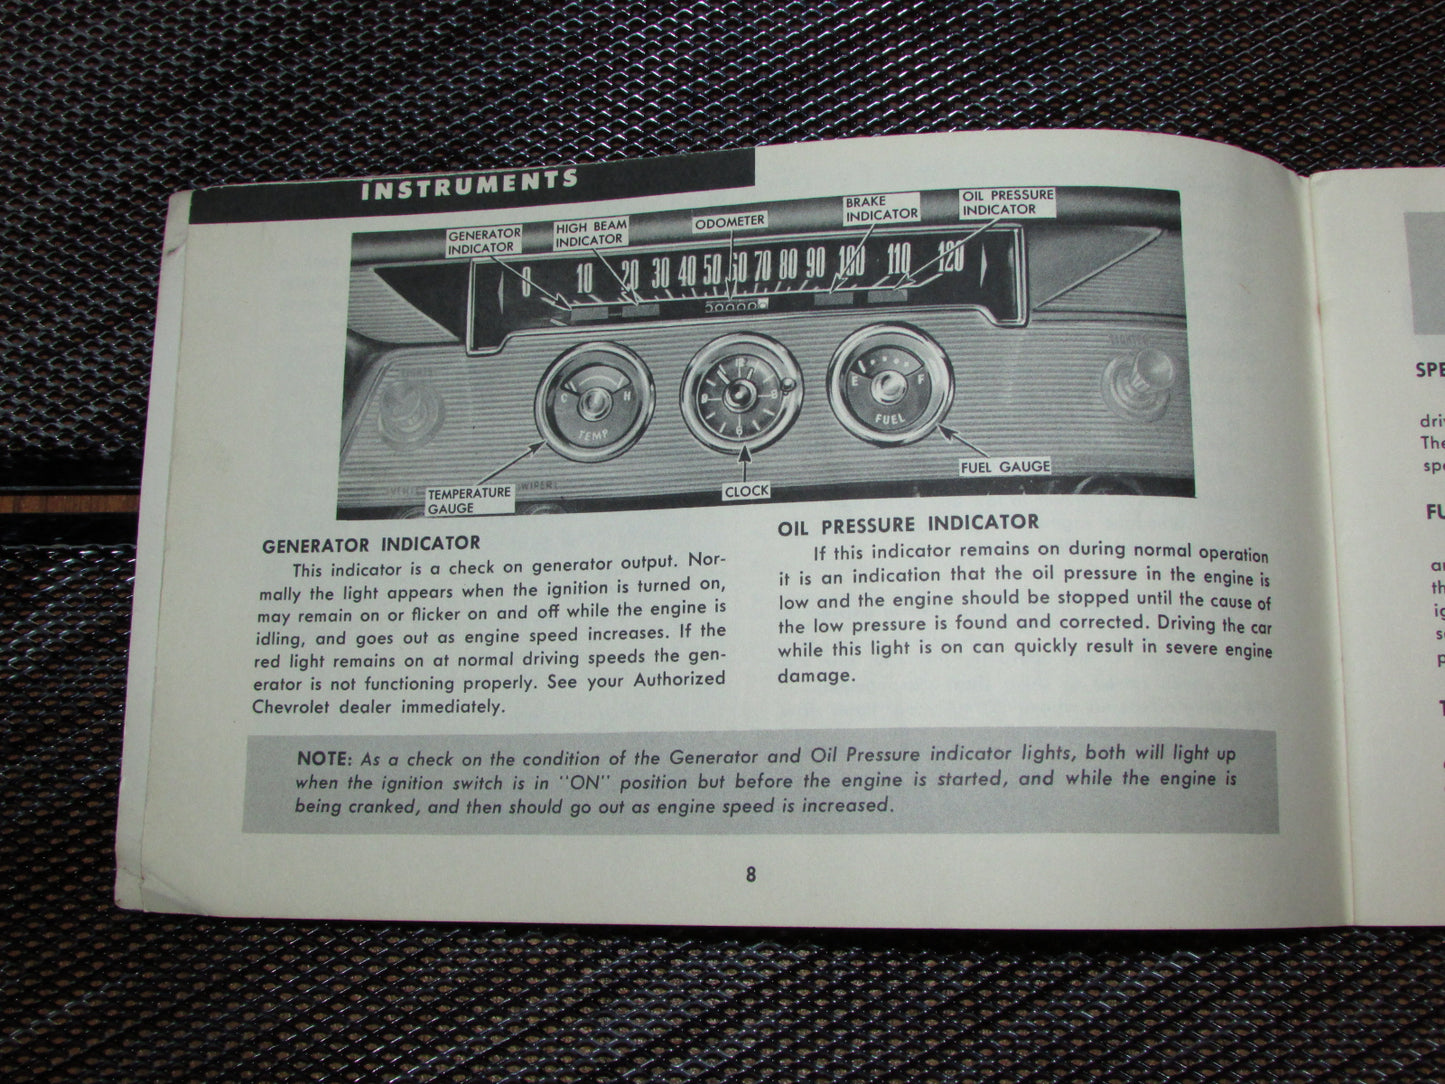 INSTRUMENTS
GENERATOR
INDICATOR
HIGH BEAM
INDICATOR
ODOMETER
BRAKE
INDICATOR
OIL PRESSURE
INDICATOR
0 10 20 30 40 50 60 70 80 90 100 110 120
C H
TEMP
E F
FUEL
WIPER
TEMPERATURE
GAUGE
CLOCK
FUEL GAUGE
GENERATOR INDICATOR
This indicator is a check on generator output. Nor-
mally the light appears when the ignition is turned on,
may remain on or flicker on and off while the engine is
idling, and goes out as engine speed increases. If the
red light remains on at normal driving speeds the gen-
erator is not functioning properly. See your Authorized
Chevrolet dealer immediately.
OIL PRESSURE INDICATOR
If this indicator remains on during normal operation
it is an indication that the oil pressure in the engine is
low and the engine should be stopped until the cause of
the low pressure is found and corrected. Driving the car
while this light is on can quickly result in severe engine
damage.
NOTE: As a check on the condition of the Generator and Oil Pressure indicator lights, both will light up
when the ignition switch is in "ON" position but before the engine is started, and while the engine is
being cranked, and then should go out as engine speed is increased.
8
SPE
dri
The
spe
FU